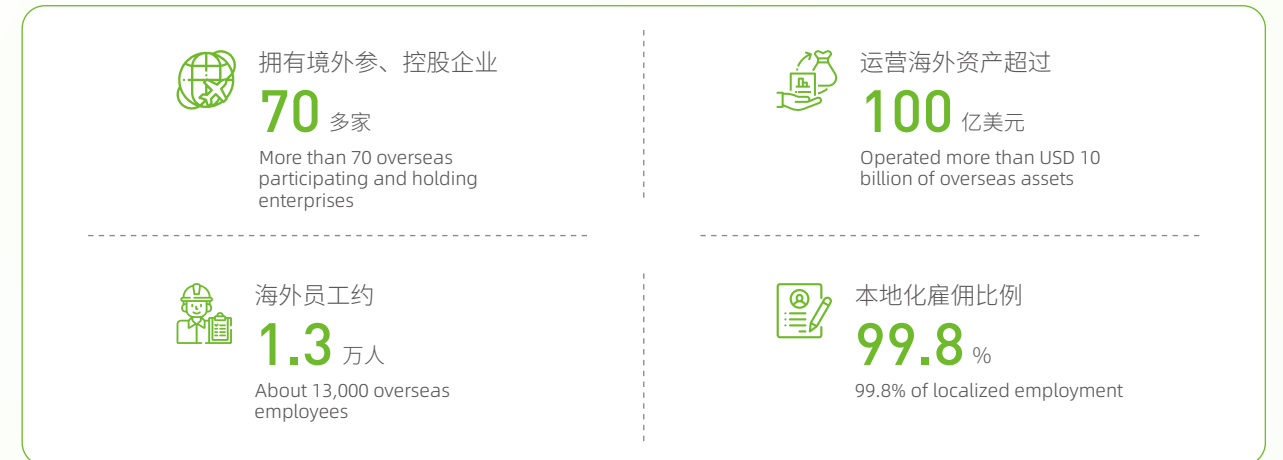 拥有境外参、控股企业
70 多家
More than 70 overseas
participating and holding
enterprises
运营海外资产超过
100 亿美元
Operated more than USD 10
billion of overseas assets
海外员工约
1.3 万人
About 13,000 overseas
employees
本地化雇佣比例
99.8 %
99.8% of localized employment